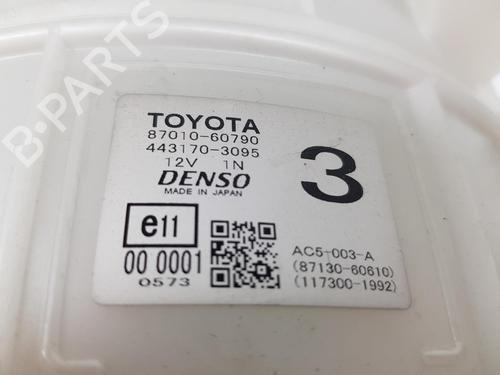 B-PARTS
TOYOTA
87010-60790
443170-3095
12V 1N
DENSO
MADE IN JAPAN
3
e11
00 0001
0573
AC5-003-A
(87130-60610)
(117300-1992)